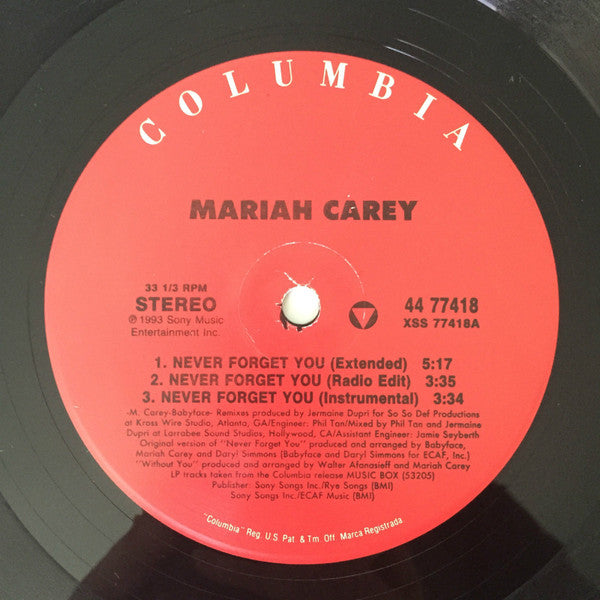 COLUMBIA
MARIAH CAREY
33 1/3 RPM
STEREO
℗ 1993 Sony Music
Entertainment Inc.
44 77418
XSS 77418A
1. NEVER FORGET YOU (Extended) 5:17
2. NEVER FORGET YOU (Radio Edit) 3:35
3. NEVER FORGET YOU (Instrumental) 3:34
-M. Carey-Babyface- Remixes produced by Jermaine Dupri for So So Def Productions
at Kross Wire Studio, Atlanta, GA/Engineer: Phil Tan/Mixed by Phil Tan and Jermaine
Dupri at Larrabee Sound Studios, Hollywood, CA/Assistant Engineer: Jamie Seyberth
Original version of "Never Forget You" produced and arranged by Babyface,
Mariah Carey and Daryl Simmons (Babyface and Daryl Simmons for ECAF, Inc.)
"Without You" produced and arranged by Walter Afanasieff and Mariah Carey
LP tracks taken from the Columbia release MUSIC BOX (53205)
Publisher: Sony Songs Inc./Rye Songs (BMI)
Sony Songs Inc./ECAF Music (BMI)
"Columbia" Reg. U.S. Pat. & Tm. Off. Marca Registrada.